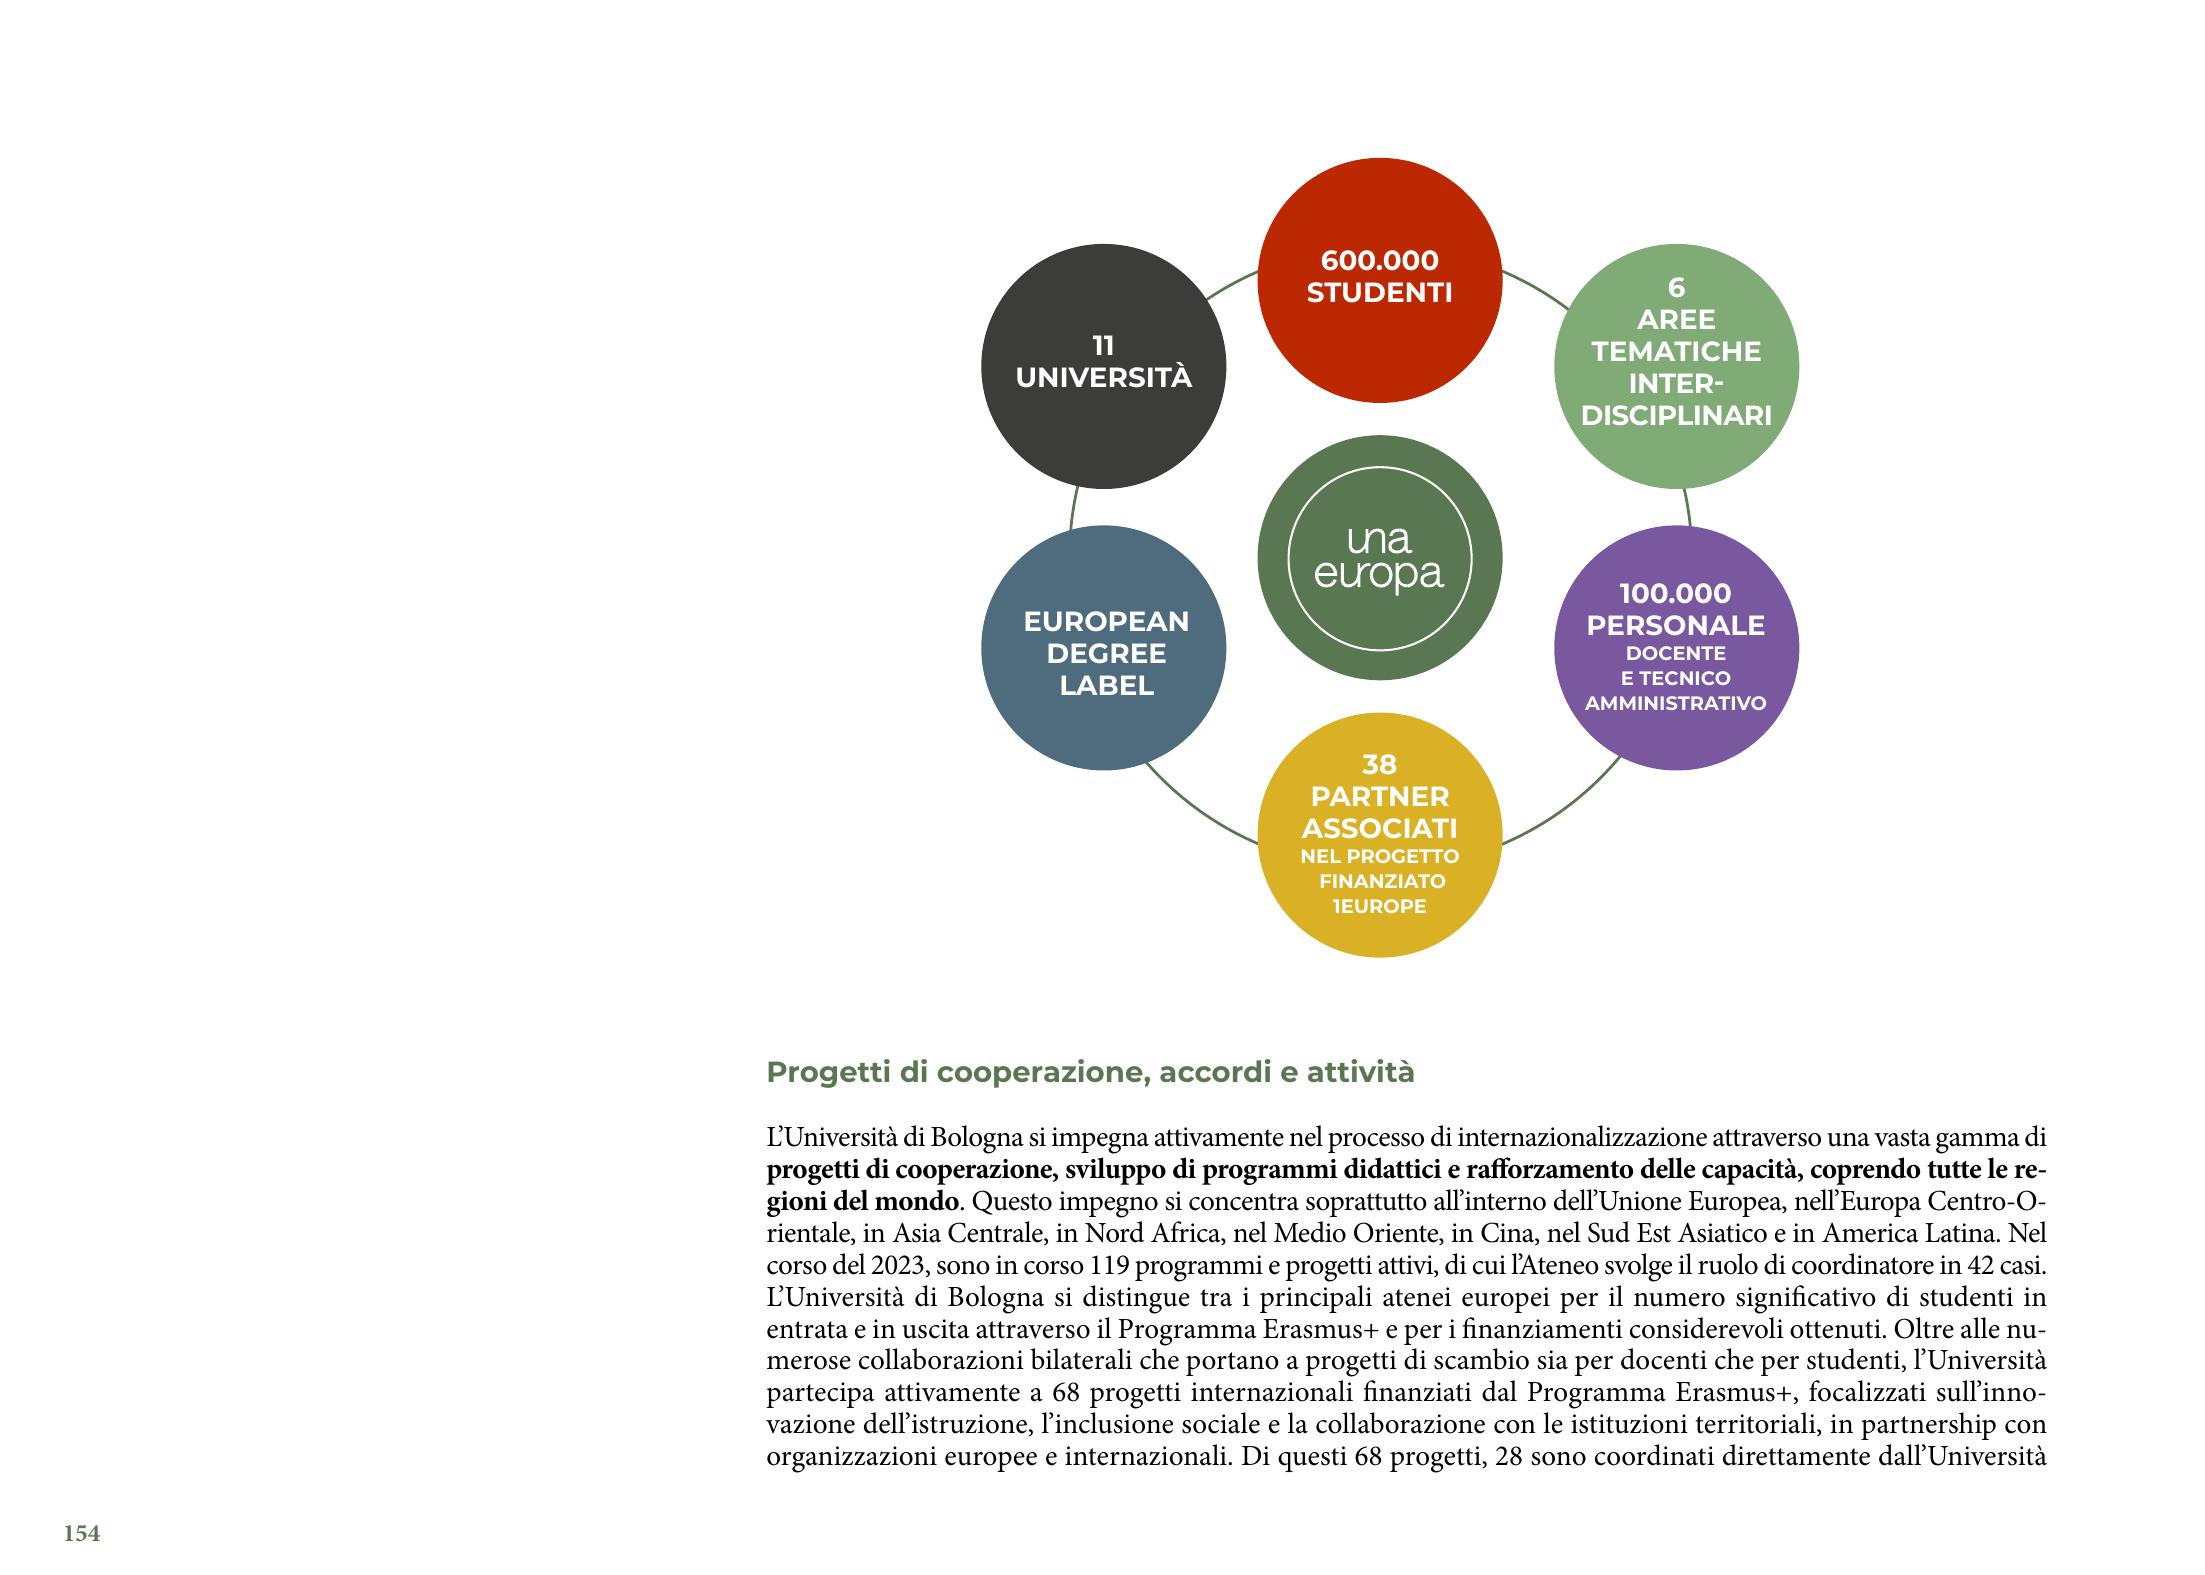 600.000
STUDENTI
11
UNIVERSITÀ
6
AREE
TEMATICHE
INTER-
DISCIPLINARI
una
europa
EUROPEAN
DEGREE
LABEL
100.000
PERSONALE
DOCENTE
E TECNICO
AMMINISTRATIVO
38
PARTNER
ASSOCIATI
NEL PROGETTO
FINANZIATO
1EUROPE
Progetti di cooperazione, accordi e attività
L’Università di Bologna si impegna attivamente nel processo di internazionalizzazione attraverso una vasta gamma di
progetti di cooperazione, sviluppo di programmi didattici e rafforzamento delle capacità, coprendo tutte le re-
gioni del mondo. Questo impegno si concentra soprattutto all’interno dell’Unione Europea, nell’Europa Centro-O-
rientale, in Asia Centrale, in Nord Africa, nel Medio Oriente, in Cina, nel Sud Est Asiatico e in America Latina. Nel
corso del 2023, sono in corso 119 programmi e progetti attivi, di cui l’Ateneo svolge il ruolo di coordinatore in 42 casi.
L’Università di Bologna si distingue tra i principali atenei europei per il numero significativo di studenti in
entrata e in uscita attraverso il Programma Erasmus+ e per i finanziamenti considerevoli ottenuti. Oltre alle nu-
merose collaborazioni bilaterali che portano a progetti di scambio sia per docenti che per studenti, l’Università
partecipa attivamente a 68 progetti internazionali finanziati dal Programma Erasmus+, focalizzati sull’inno-
vazione dell’istruzione, l’inclusione sociale e la collaborazione con le istituzioni territoriali, in partnership con
organizzazioni europee e internazionali. Di questi 68 progetti, 28 sono coordinati direttamente dall’Università
154